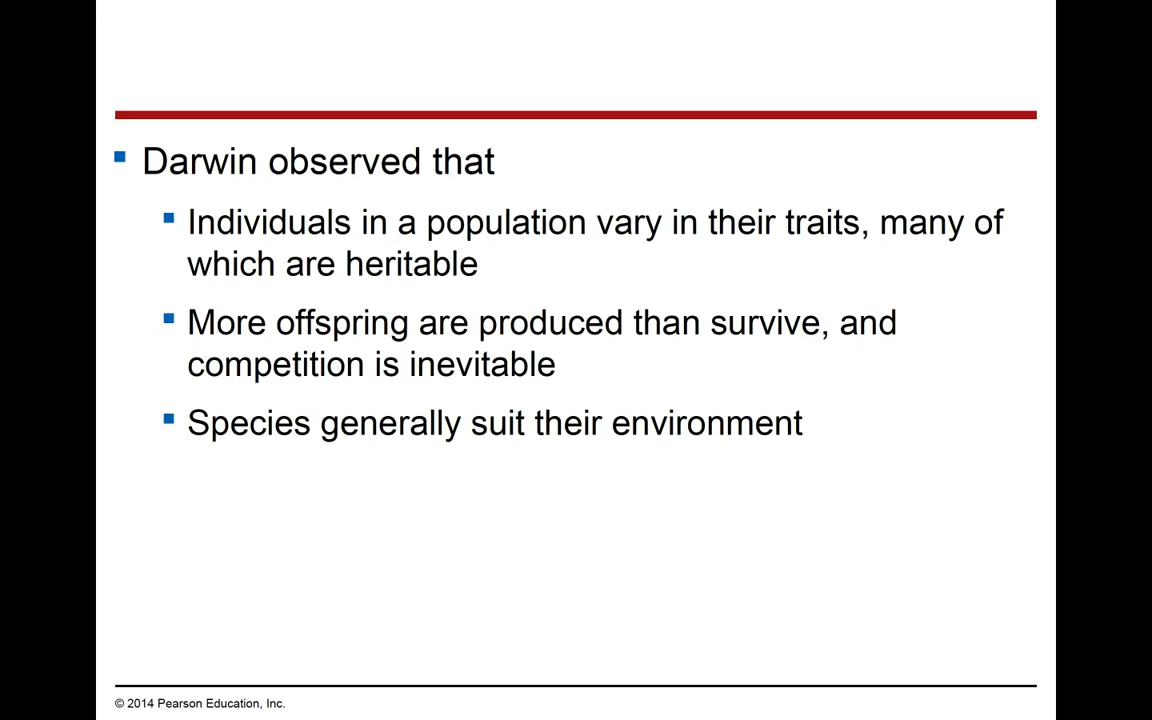 Darwin observed that
Individuals in a population vary in their traits, many of
which are heritable
More offspring are produced than survive, and
competition is inevitable
Species generally suit their environment
© 2014 Pearson Education, Inc.